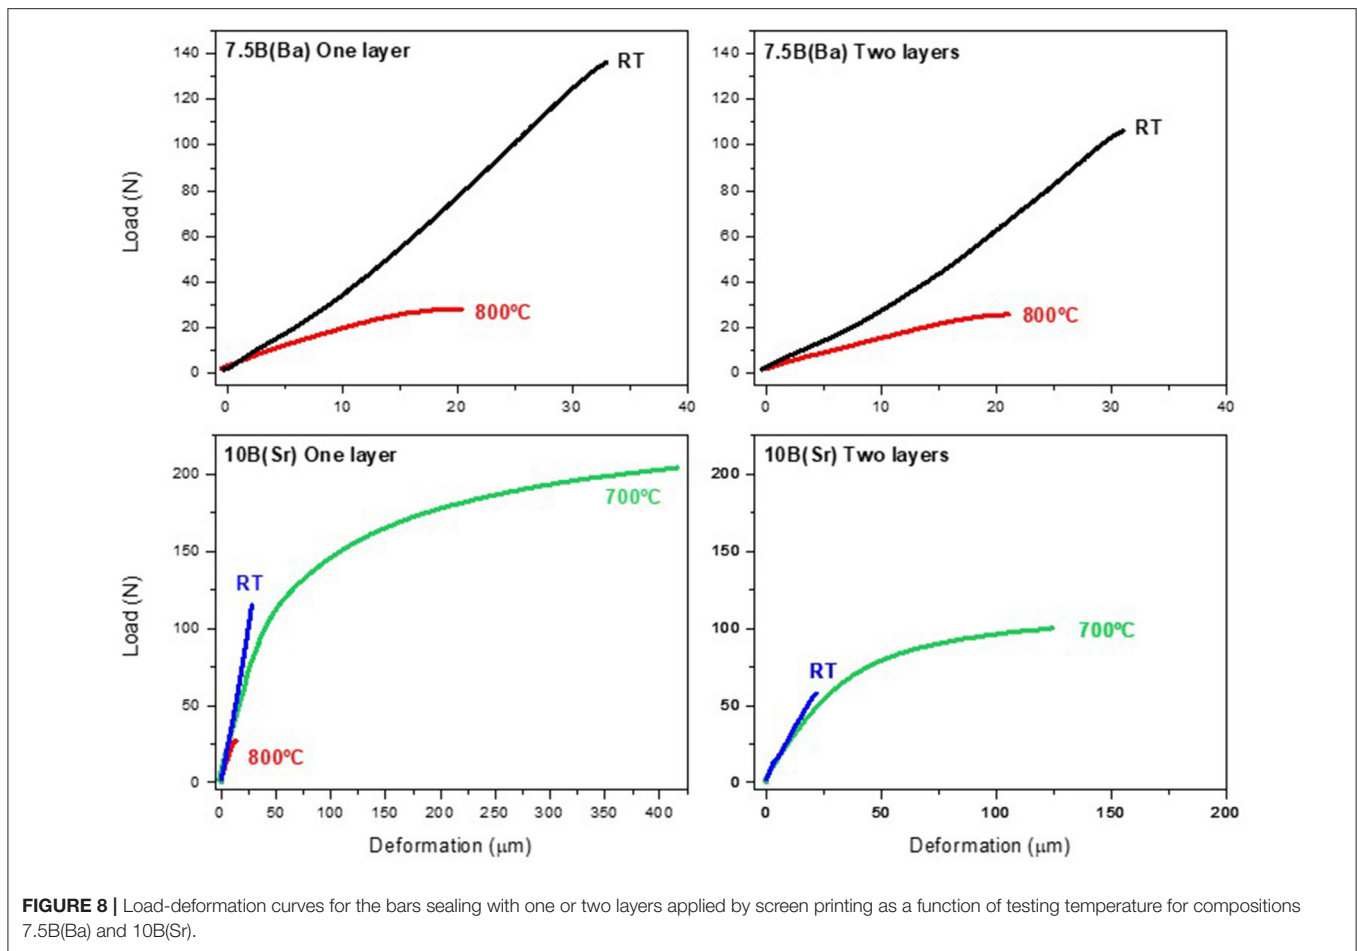 7.5B(Ba) One layer
RT
800ºC
Load (N)
140
120
100
80
60
40
20
0
0 10 20 30 40
7.5B(Ba) Two layers
RT
800ºC
140
120
100
80
60
40
20
0
0 10 20 30 40
10B(Sr) One layer
700ºC
RT
800ºC
Load (N)
200
150
100
50
0
0 50 100 150 200 250 300 350 400
Deformation (µm)
10B(Sr) Two layers
700ºC
RT
200
150
100
50
0
0 50 100 150 200
Deformation (µm)
FIGURE 8 | Load-deformation curves for the bars sealing with one or two layers applied by screen printing as a function of testing temperature for compositions
7.5B(Ba) and 10B(Sr).